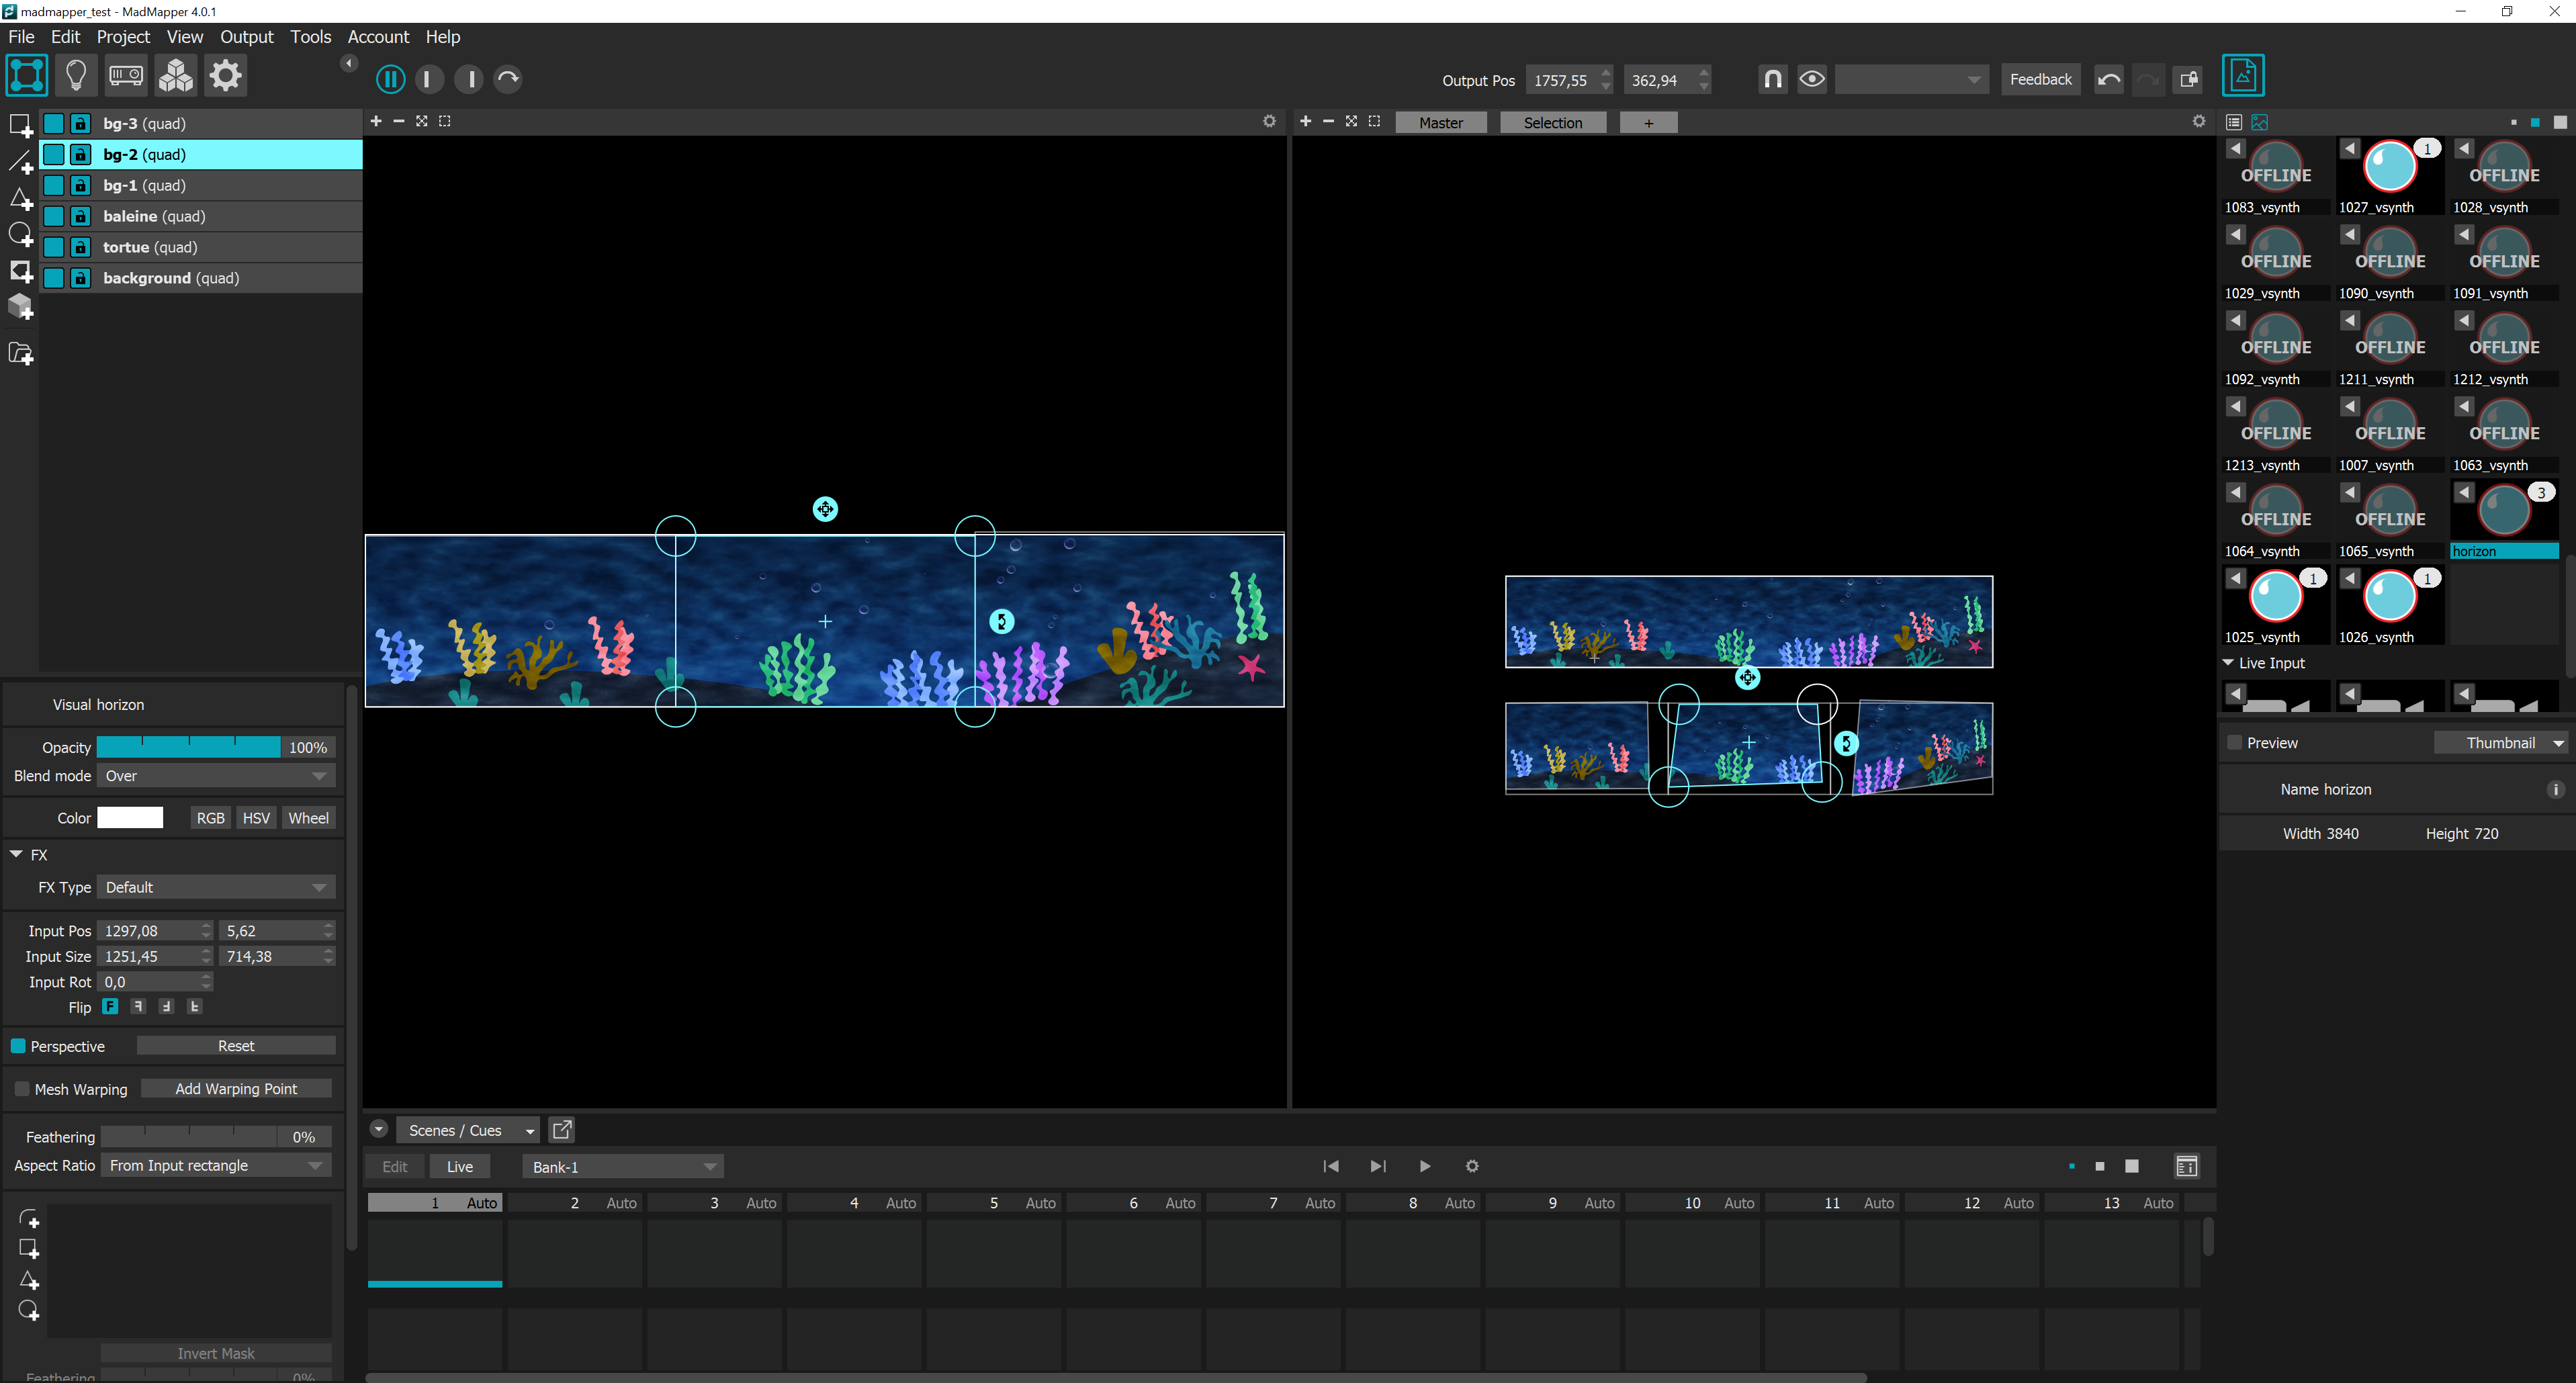 madmapper_test - MadMapper 4.0.1
File Edit Project View Output Tools Account Help
Output Pos 1757,55 362,94 Feedback
bg-3 (quad)
bg-2 (quad)
bg-1 (quad)
baleine (quad)
tortue (quad)
background (quad)
Master Selection +
1
OFFLINE OFFLINE
1083_vsynth 1027_vsynth 1028_vsynth
OFFLINE OFFLINE OFFLINE
1029_vsynth 1090_vsynth 1091_vsynth
OFFLINE OFFLINE OFFLINE
1092_vsynth 1211_vsynth 1212_vsynth
OFFLINE OFFLINE OFFLINE
1213_vsynth 1007_vsynth 1063_vsynth
3
OFFLINE OFFLINE
1064_vsynth 1065_vsynth horizon
1 1
1025_vsynth 1026_vsynth
Live Input
Preview Thumbnail
Name horizon
Width 3840 Height 720
Visual horizon
Opacity 100%
Blend mode Over
Color RGB HSV Wheel
FX
FX Type Default
Input Pos 1297,08 5,62
Input Size 1251,45 714,38
Input Rot 0,0
Flip
Perspective Reset
Mesh Warping Add Warping Point
Feathering 0%
Aspect Ratio From Input rectangle
Invert Mask
Feathering 0%
Scenes / Cues
Edit Live Bank-1
1 Auto 2 Auto 3 Auto 4 Auto 5 Auto 6 Auto 7 Auto 8 Auto 9 Auto 10 Auto 11 Auto 12 Auto 13 Auto